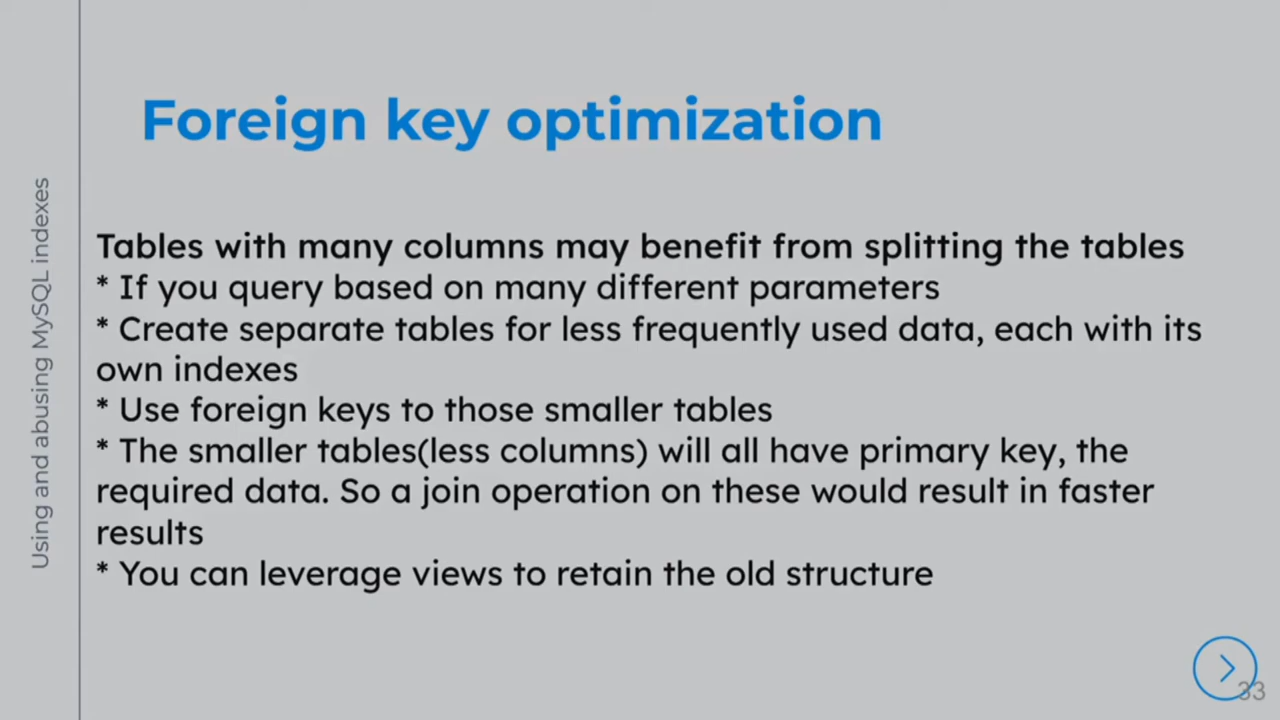 Foreign key optimization
Using and abusing MySQL indexes
Tables with many columns may benefit from splitting the tables
* If you query based on many different parameters
* Create separate tables for less frequently used data, each with its
own indexes
* Use foreign keys to those smaller tables
* The smaller tables(less columns) will all have primary key, the
required data. So a join operation on these would result in faster
results
* You can leverage views to retain the old structure
33